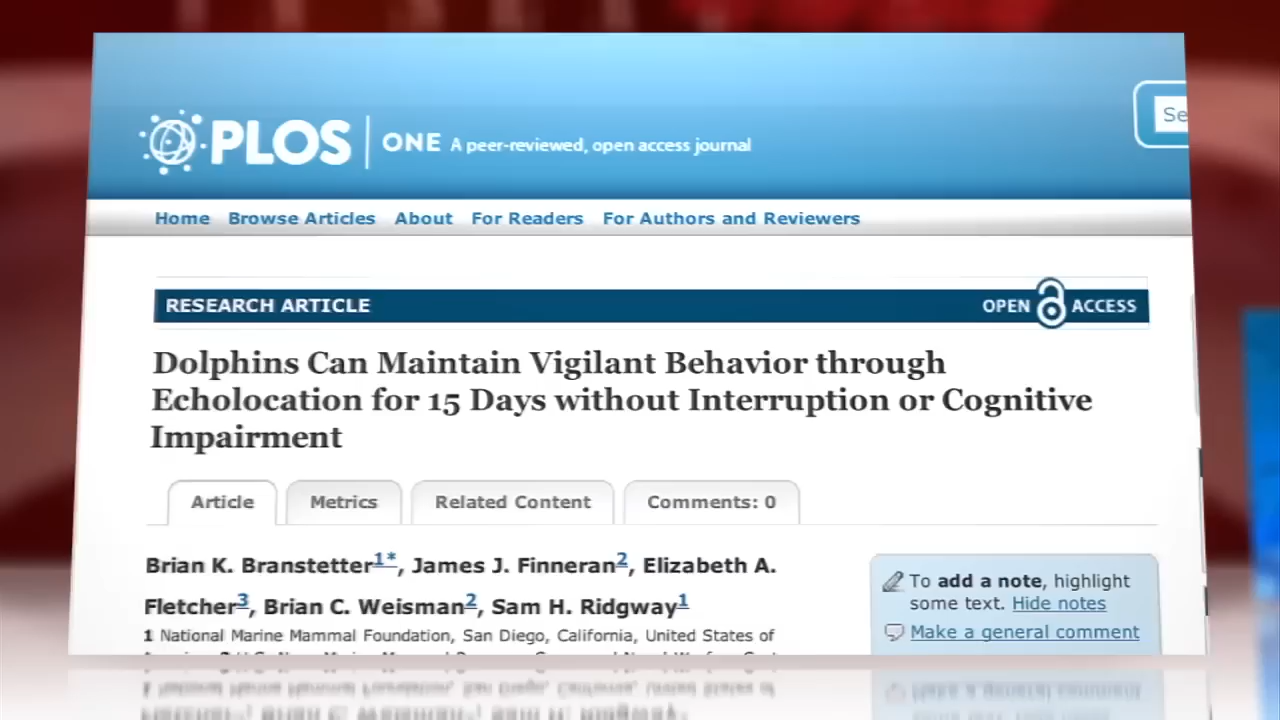 PLOS ONE A peer-reviewed, open access journal
Se
Home Browse Articles About For Readers For Authors and Reviewers
RESEARCH ARTICLE OPEN ACCESS
Dolphins Can Maintain Vigilant Behavior through
Echolocation for 15 Days without Interruption or Cognitive
Impairment
Article Metrics Related Content Comments: 0
Brian K. Branstetter1*, James J. Finneran2, Elizabeth A.
Fletcher3, Brian C. Weisman2, Sam H. Ridgway1
1 National Marine Mammal Foundation, San Diego, California, United States of
To add a note, highlight
some text. Hide notes
Make a general comment